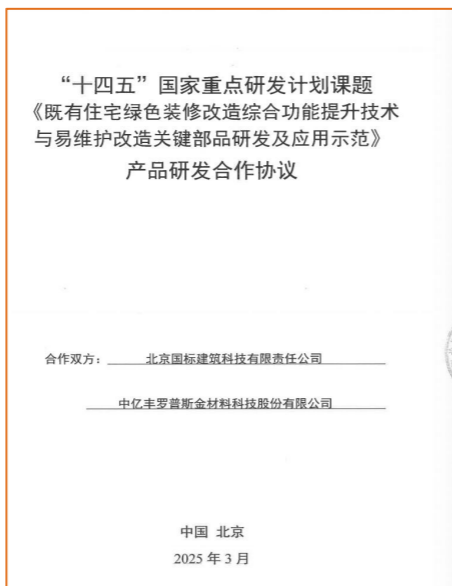 “十四五”国家重点研发计划课题
《既有住宅绿色装修改造综合功能提升技术
与易维护改造关键部品研发及应用示范》
产品研发合作协议
合作双方：北京国标建筑科技有限责任公司
中亿丰罗普斯金材料科技股份有限公司
中国 北京
2025 年 3 月